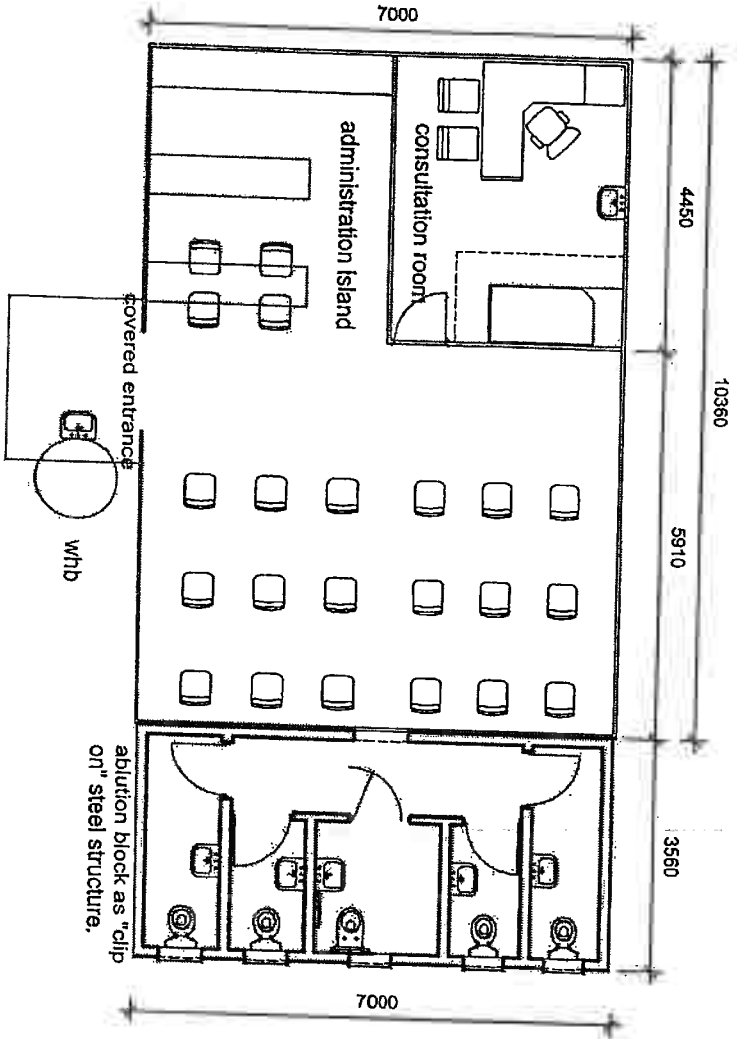 7000
4450
10360
5910
3560
consultation room
administration island
covered entrance
whb
ablution block as "clip
on" steel structure.
7000